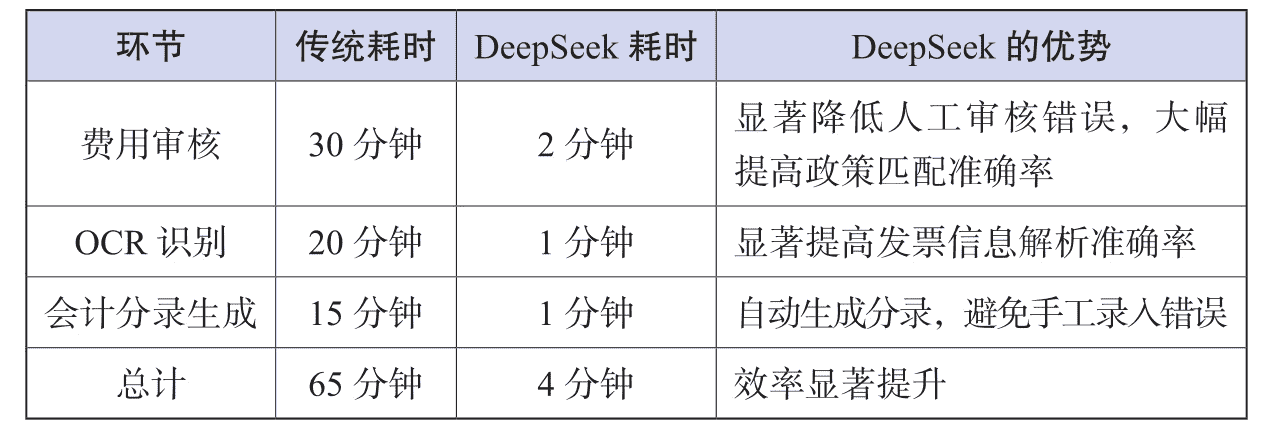 环节 传统耗时 DeepSeek 耗时 DeepSeek 的优势
费用审核 30 分钟 2 分钟 显著降低人工审核错误，大幅
提高政策匹配准确率
OCR 识别 20 分钟 1 分钟 显著提高发票信息解析准确率
会计分录生成 15 分钟 1 分钟 自动生成分录，避免手工录入错误
总计 65 分钟 4 分钟 效率显著提升